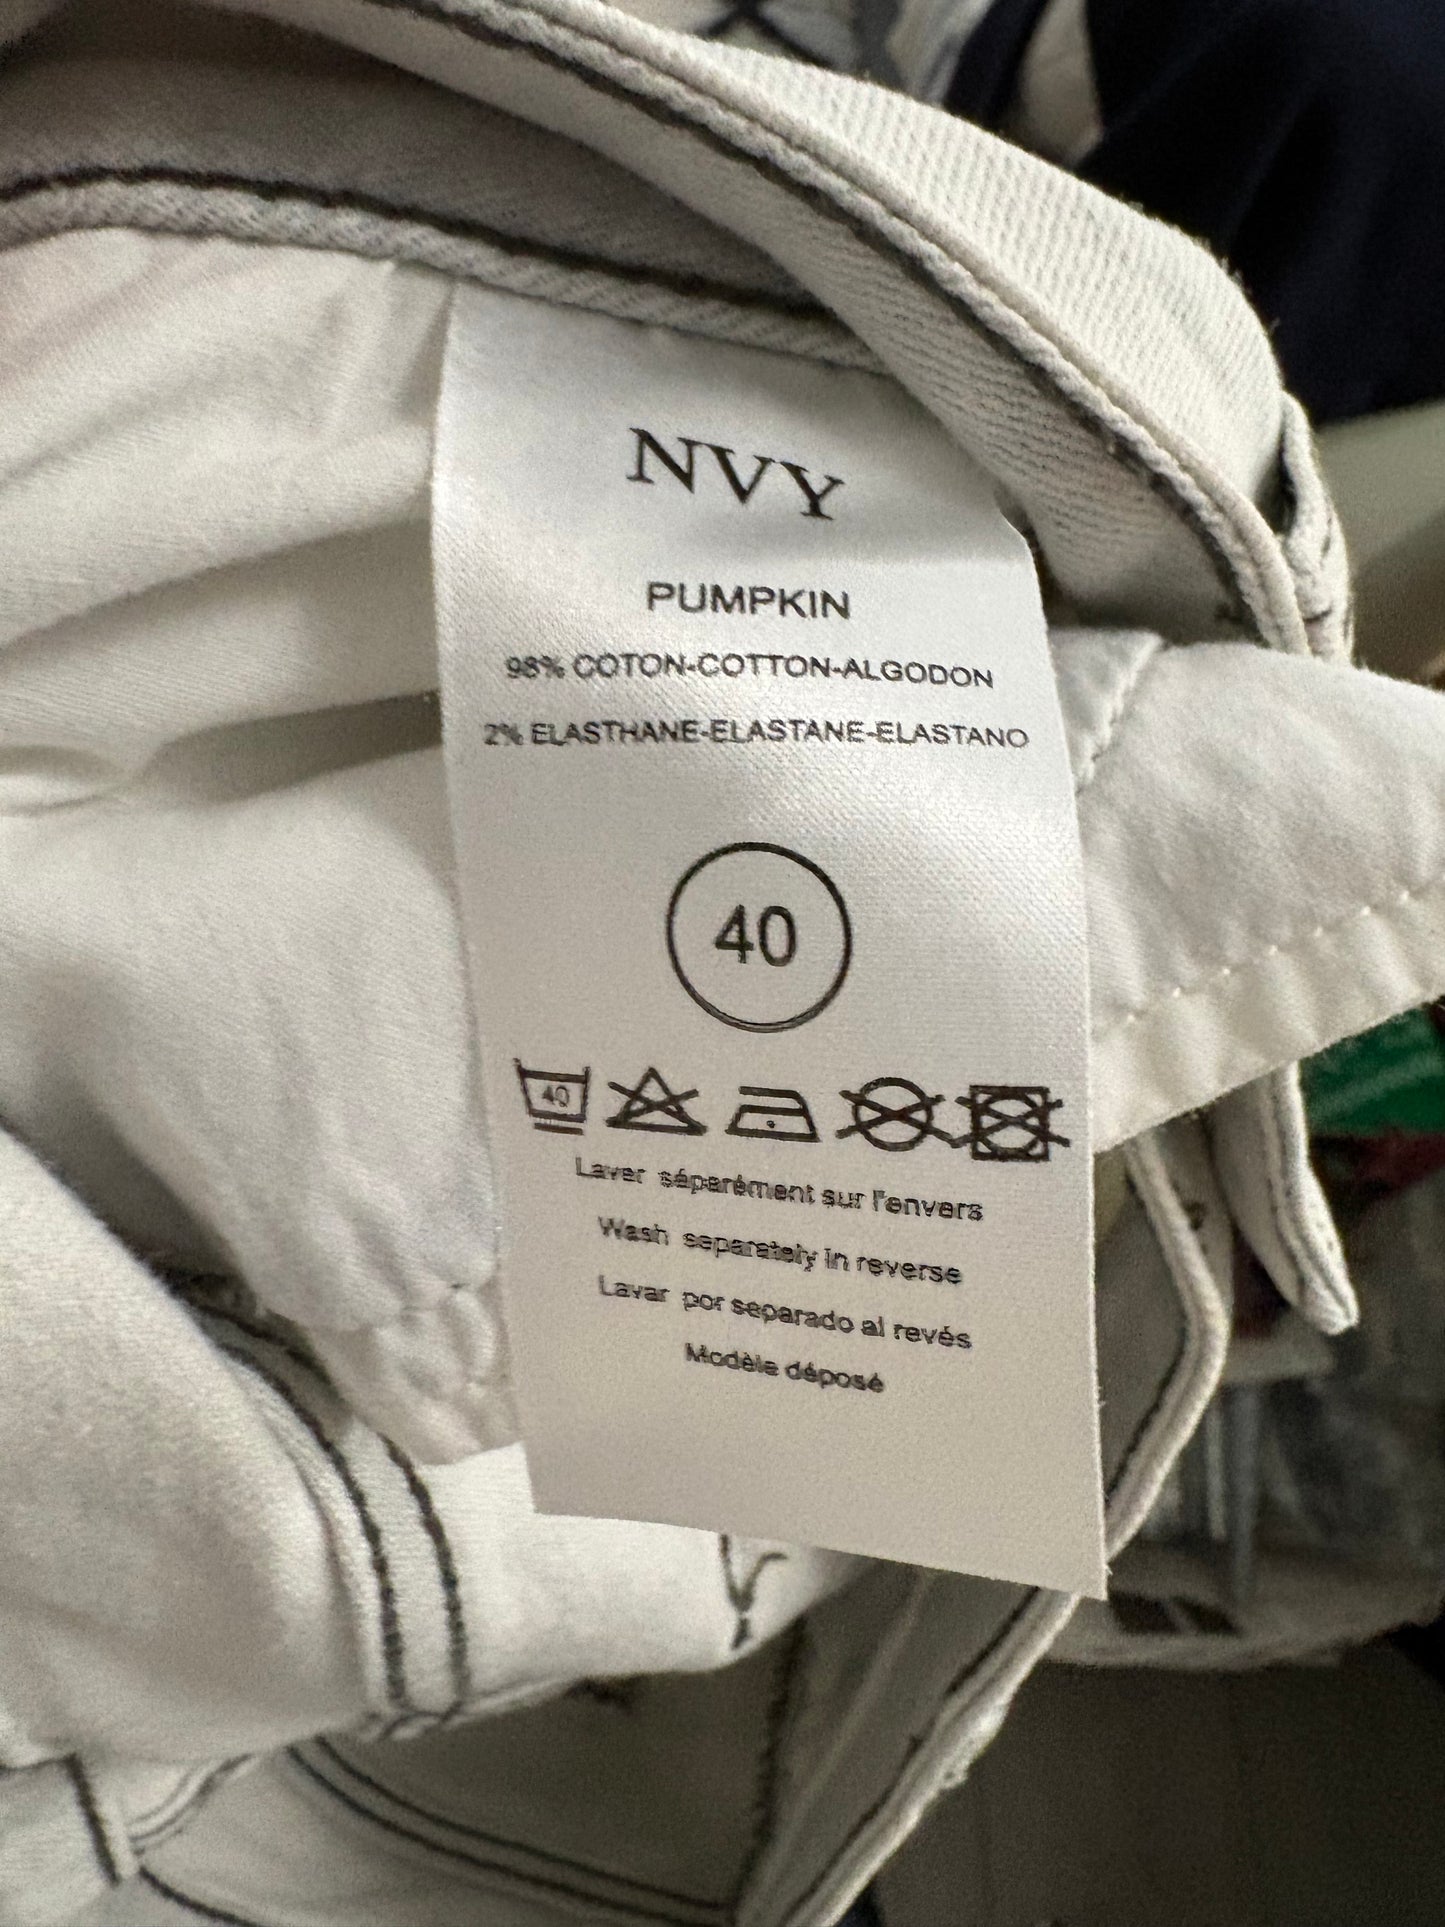 NVY
PUMPKIN
98% COTON-COTTON-ALGODON
2% ELASTHANE-ELASTANE-ELASTANO
40
40
Laver séparément sur l'envers
Wash separately in reverse
Lavar por separado al revés
Modèle déposé